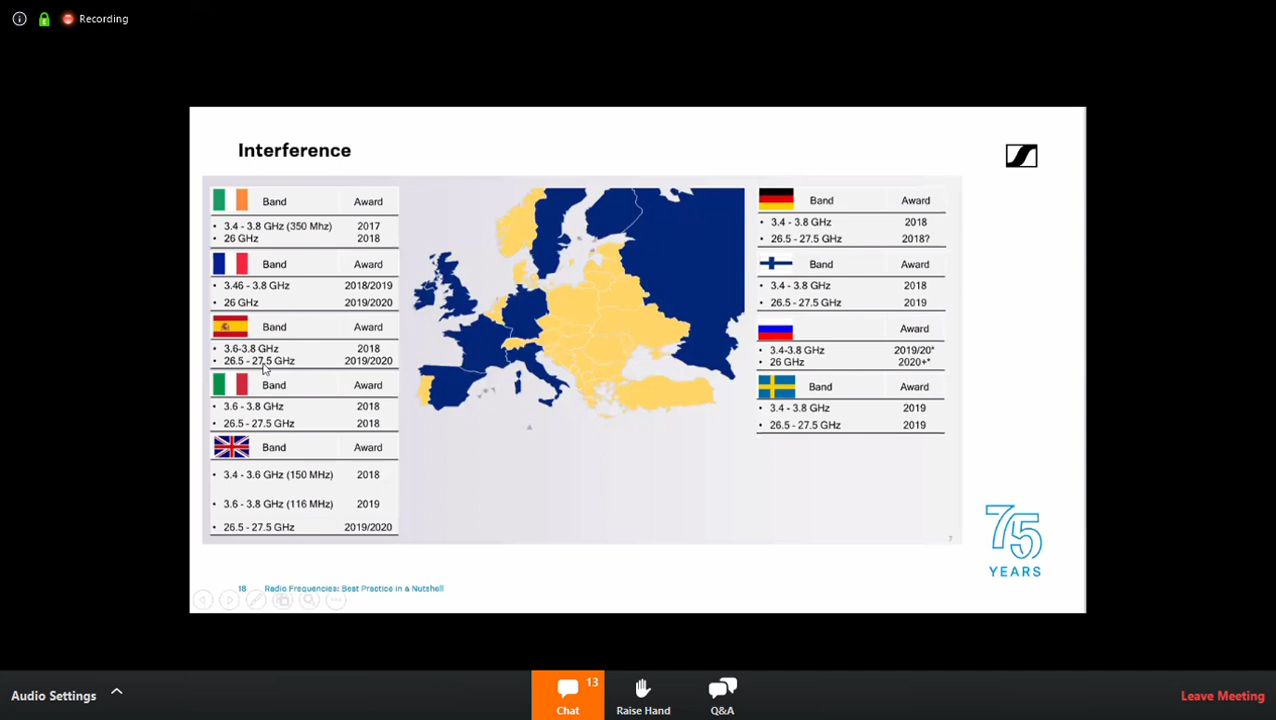 Recording
Interference
Band Award
• 3.4 - 3.8 GHz (350 Mhz) 2017
• 26 GHz 2018
Band Award
• 3.46 - 3.8 GHz 2018/2019
• 26 GHz 2019/2020
Band Award
• 3.6-3.8 GHz 2018
• 26.5 - 27.5 GHz 2019/2020
Band Award
• 3.6 - 3.8 GHz 2018
• 26.5 - 27.5 GHz 2018
Band Award
• 3.4 - 3.6 GHz (150 MHz) 2018
• 3.6 - 3.8 GHz (116 MHz) 2019
• 26.5 - 27.5 GHz 2019/2020
Band Award
• 3.4 - 3.8 GHz 2018
• 26.5 - 27.5 GHz 2018?
Band Award
• 3.4 - 3.8 GHz 2018
• 26.5 - 27.5 GHz 2019
Award
• 3.4-3.8 GHz 2019/20*
• 26 GHz 2020+*
Band Award
• 3.4 - 3.8 GHz 2019
• 26.5 - 27.5 GHz 2019
7
75
YEARS
18 Radio Frequencies: Best Practice in a Nutshell
Audio Settings
Chat 13
Raise Hand
Q&A
Leave Meeting